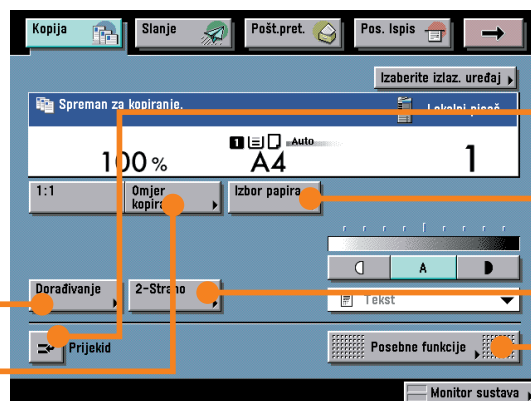 Kopija Slanje Pošt.pret. Pos. Ispis
Izaberite izlaz. uređaj
Spreman za kopiranje. Lokalni pisač
100 % 1 Auto A4 1
1:1 Omjer kopira Izbor papira
A
Dorađivanje 2-Strano
Tekst
Prijekid Posebne funkcije
Monitor sustava